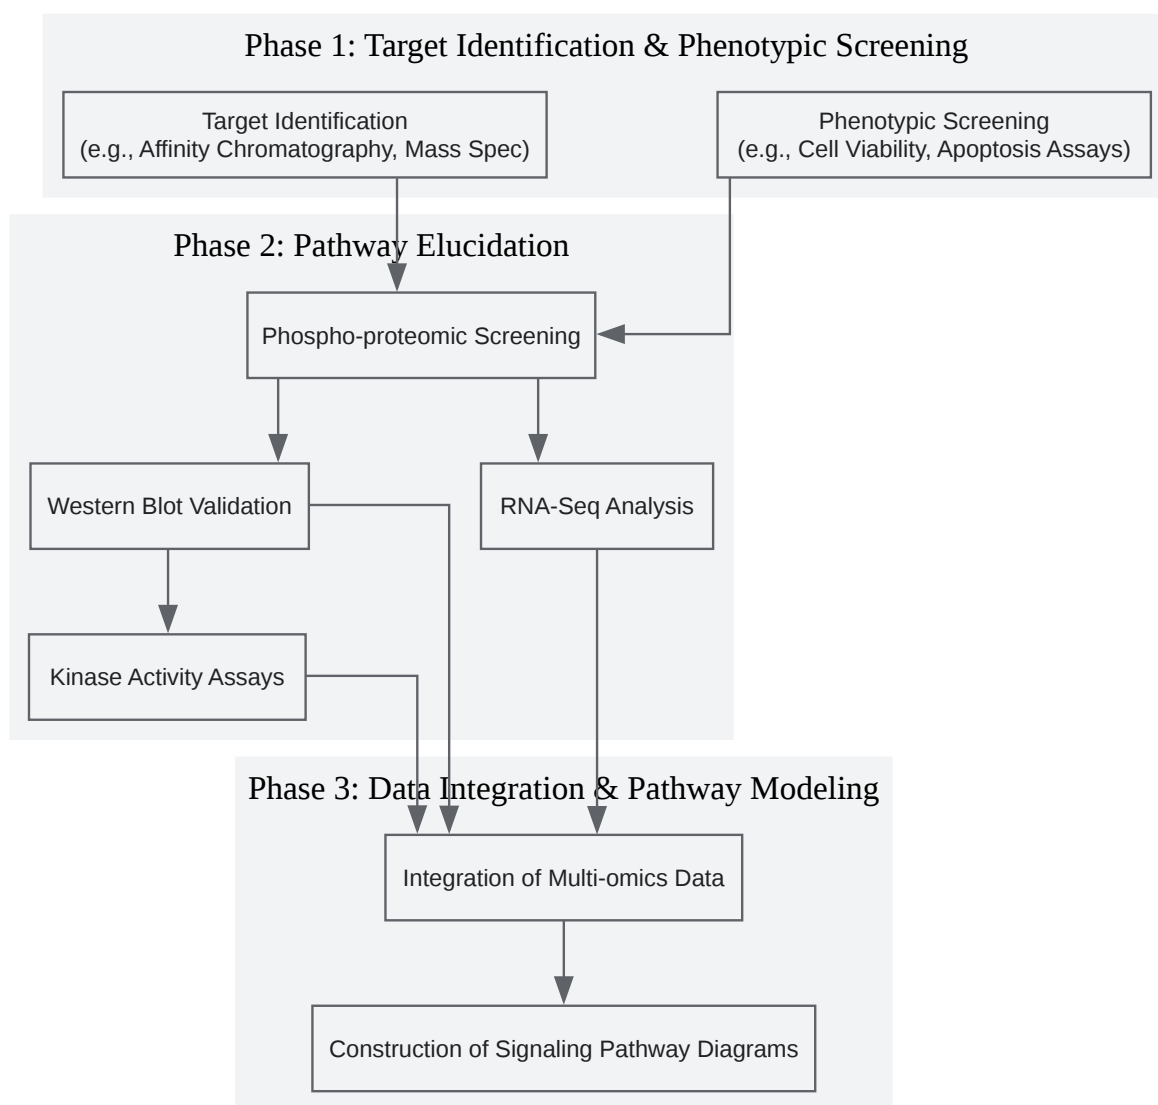 Phase 1: Target Identification & Phenotypic Screening
Target Identification
(e.g., Affinity Chromatography, Mass Spec)
Phenotypic Screening
(e.g., Cell Viability, Apoptosis Assays)
Phase 2: Pathway Elucidation
Phospho-proteomic Screening
Western Blot Validation
RNA-Seq Analysis
Kinase Activity Assays
Phase 3: Data Integration & Pathway Modeling
Integration of Multi-omics Data
Construction of Signaling Pathway Diagrams